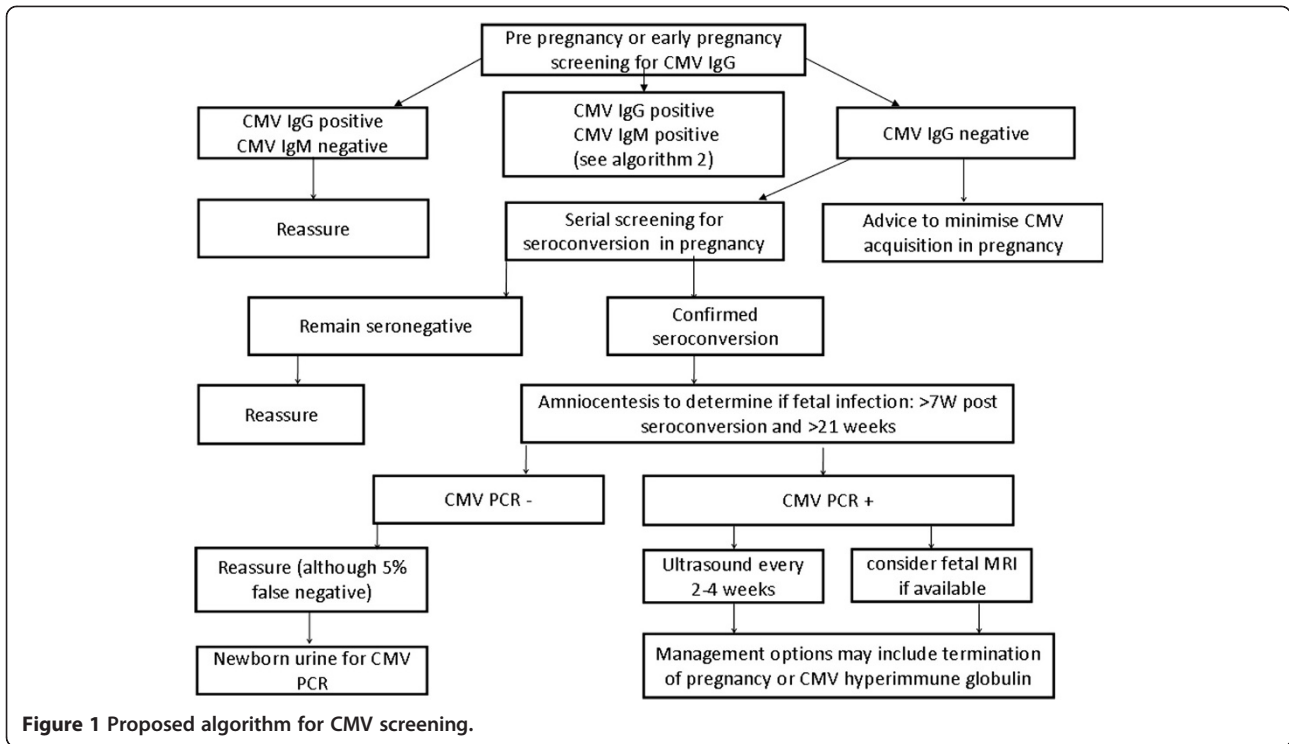 Pre pregnancy or early pregnancy
screening for CMV IgG
CMV IgG positive
CMV IgM negative
CMV IgG positive
CMV IgM positive
(see algorithm 2)
CMV IgG negative
Reassure
Serial screening for
seroconversion in pregnancy
Advice to minimise CMV
acquisition in pregnancy
Remain seronegative
Confirmed
seroconversion
Reassure
Amniocentesis to determine if fetal infection: >7W post
seroconversion and >21 weeks
CMV PCR -
CMV PCR +
Reassure (although 5%
false negative)
Ultrasound every
2-4 weeks
consider fetal MRI
if available
Newborn urine for CMV
PCR
Management options may include termination
of pregnancy or CMV hyperimmune globulin
Figure 1 Proposed algorithm for CMV screening.